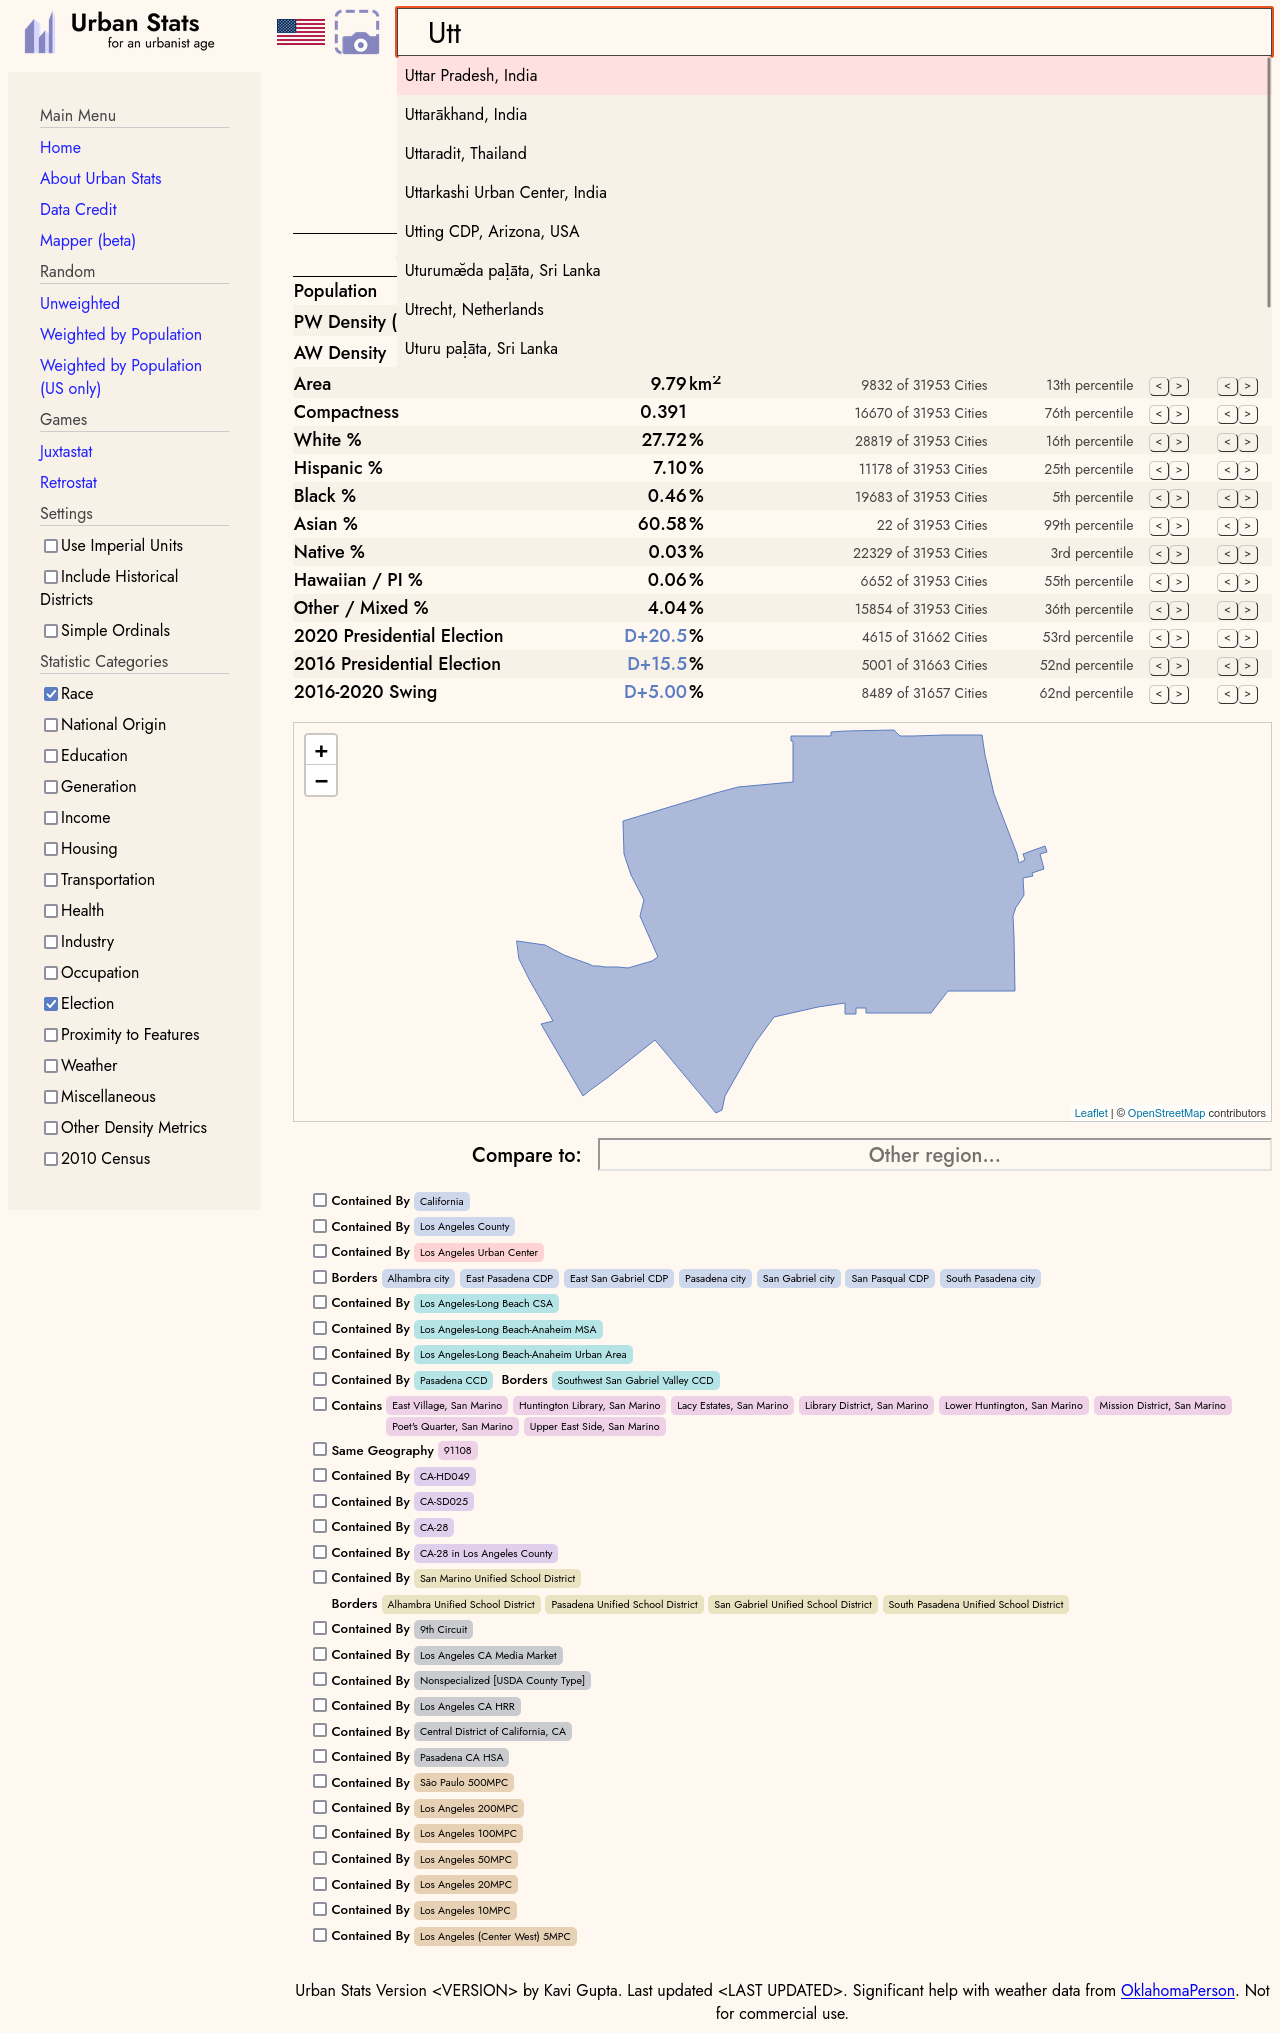 Urban Stats
for an urbanist age
Utt
Uttar Pradesh, India
Uttarākhand, India
Uttaradit, Thailand
Uttarkashi Urban Center, India
Utting CDP, Arizona, USA
Uturumæ̆da paḷāta, Sri Lanka
Utrecht, Netherlands
Uturu paḷāta, Sri Lanka
Main Menu
Home
About Urban Stats
Data Credit
Mapper (beta)
Random
Unweighted
Weighted by Population
Weighted by Population
(US only)
Games
Juxtastat
Retrostat
Settings
Use Imperial Units
Include Historical
Districts
Simple Ordinals
Statistic Categories
Race
National Origin
Education
Generation
Income
Housing
Transportation
Health
Industry
Occupation
Election
Proximity to Features
Weather
Miscellaneous
Other Density Metrics
2010 Census
Population
PW Density (
AW Density
Area 9.79 km² 9832 of 31953 Cities 13th percentile < > < >
Compactness 0.391 16670 of 31953 Cities 76th percentile < > < >
White % 27.72 % 28819 of 31953 Cities 16th percentile < > < >
Hispanic % 7.10 % 11178 of 31953 Cities 25th percentile < > < >
Black % 0.46 % 19683 of 31953 Cities 5th percentile < > < >
Asian % 60.58 % 22 of 31953 Cities 99th percentile < > < >
Native % 0.03 % 22329 of 31953 Cities 3rd percentile < > < >
Hawaiian / PI % 0.06 % 6652 of 31953 Cities 55th percentile < > < >
Other / Mixed % 4.04 % 15854 of 31953 Cities 36th percentile < > < >
2020 Presidential Election D+20.5 % 4615 of 31662 Cities 53rd percentile < > < >
2016 Presidential Election D+15.5 % 5001 of 31663 Cities 52nd percentile < > < >
2016-2020 Swing D+5.00 % 8489 of 31657 Cities 62nd percentile < > < >
+
−
Leaflet | © OpenStreetMap contributors
Compare to: Other region...
Contained By California
Contained By Los Angeles County
Contained By Los Angeles Urban Center
Borders Alhambra city East Pasadena CDP East San Gabriel CDP Pasadena city San Gabriel city San Pasqual CDP South Pasadena city
Contained By Los Angeles-Long Beach CSA
Contained By Los Angeles-Long Beach-Anaheim MSA
Contained By Los Angeles-Long Beach-Anaheim Urban Area
Contained By Pasadena CCD Borders Southwest San Gabriel Valley CCD
Contains East Village, San Marino Huntington Library, San Marino Lacy Estates, San Marino Library District, San Marino Lower Huntington, San Marino Mission District, San Marino
Poet's Quarter, San Marino Upper East Side, San Marino
Same Geography 91108
Contained By CA-HD049
Contained By CA-SD025
Contained By CA-28
Contained By CA-28 in Los Angeles County
Contained By San Marino Unified School District
Borders Alhambra Unified School District Pasadena Unified School District San Gabriel Unified School District South Pasadena Unified School District
Contained By 9th Circuit
Contained By Los Angeles CA Media Market
Contained By Nonspecialized [USDA County Type]
Contained By Los Angeles CA HRR
Contained By Central District of California, CA
Contained By Pasadena CA HSA
Contained By São Paulo 500MPC
Contained By Los Angeles 200MPC
Contained By Los Angeles 100MPC
Contained By Los Angeles 50MPC
Contained By Los Angeles 20MPC
Contained By Los Angeles 10MPC
Contained By Los Angeles (Center West) 5MPC
Urban Stats Version <VERSION> by Kavi Gupta. Last updated <LAST UPDATED>. Significant help with weather data from OklahomaPerson. Not
for commercial use.